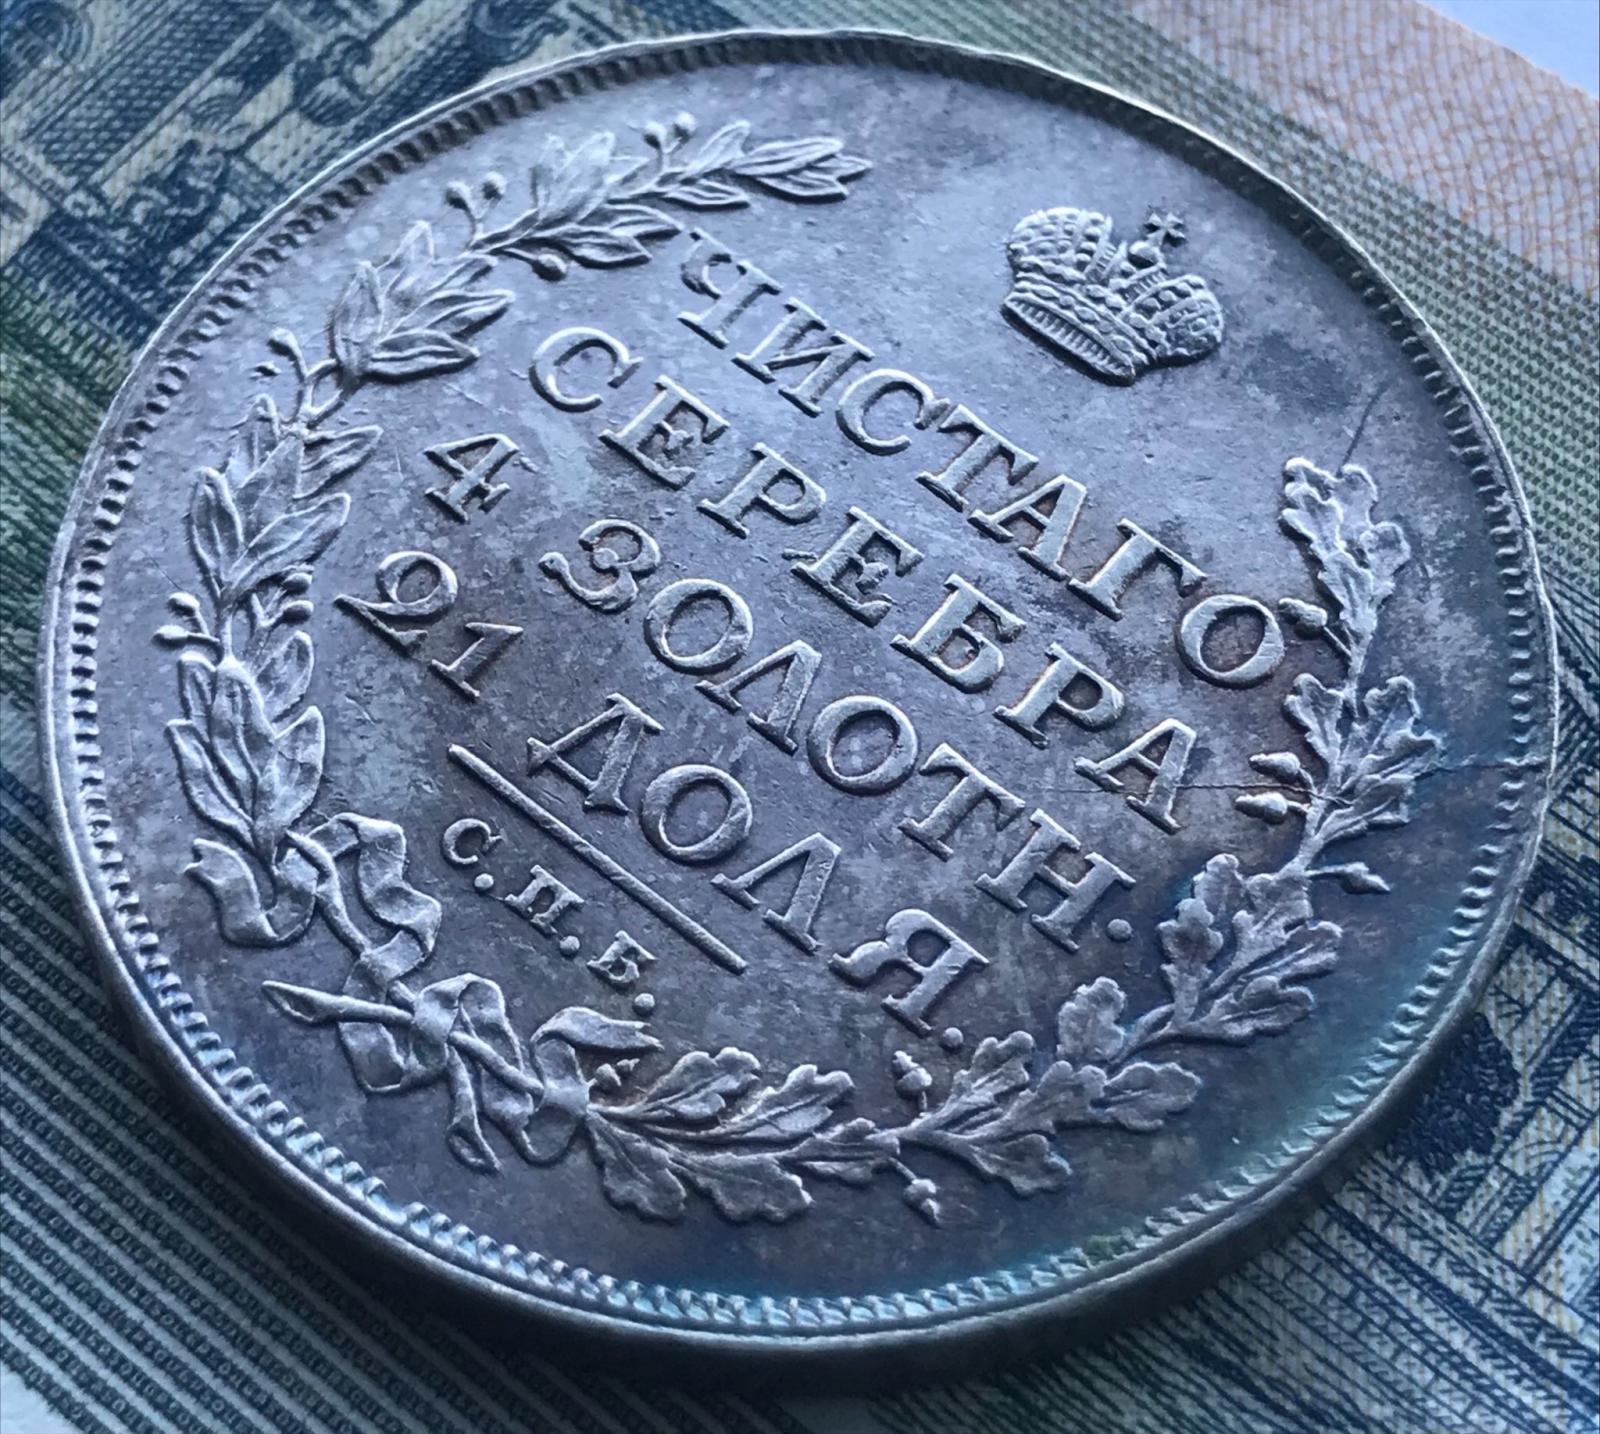 ЧИСТАГО
СЕРЕБРА
4 ЗОЛОТН.
21 ДОЛЯ.
С.П.Б.